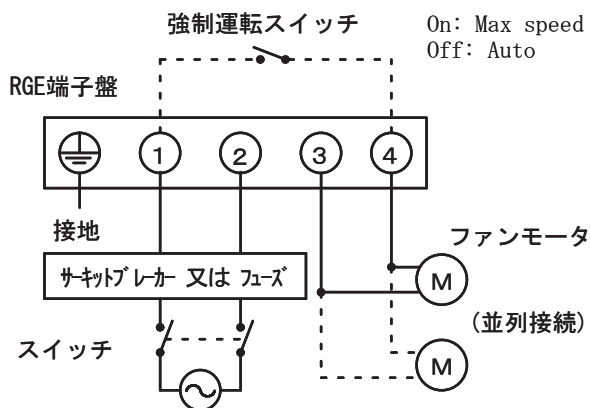 強制運転スイッチ
On: Max speed
Off: Auto
RGE端子盤
1 2 3 4
接地
ファンモータ
サーキットブレーカー 又は フューズ
M
スイッチ
(並列接続)
M